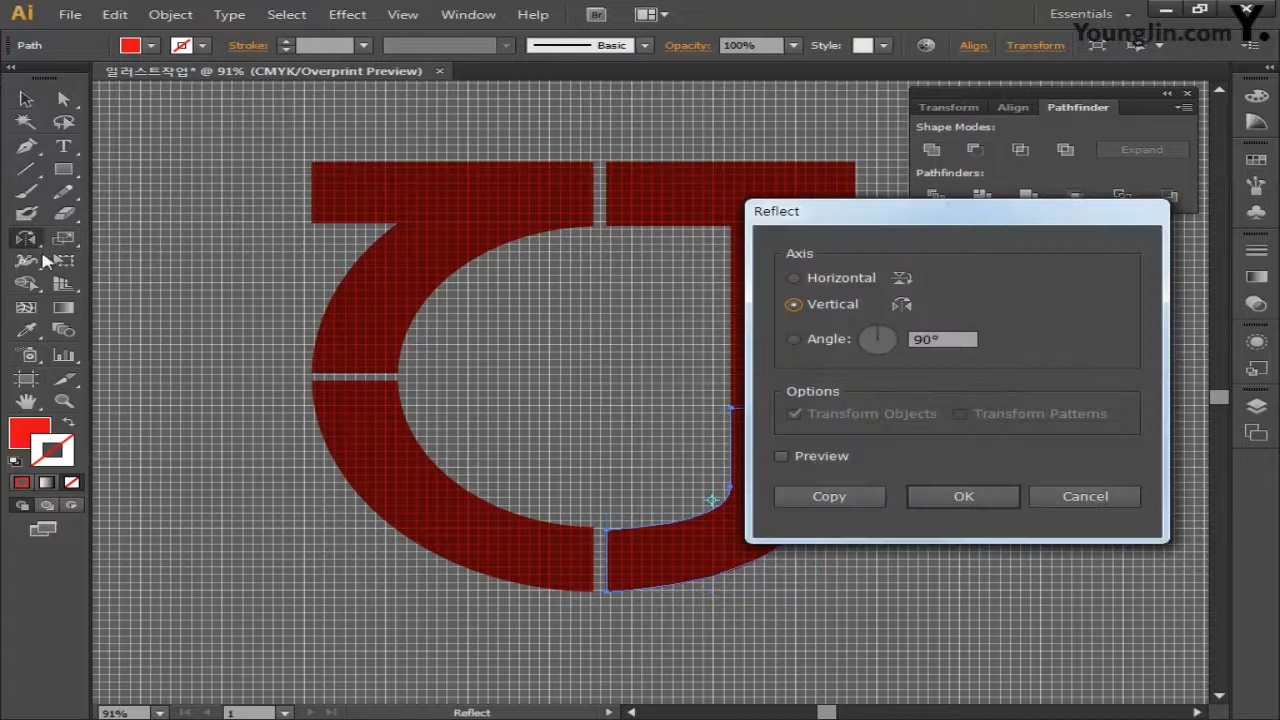 Ai File Edit Object Type Select Effect View Window Help Br Essentials
YoungJin.com Y.
Path Stroke: Basic Opacity: 100% Style: Align Transform
일러스트작업* @ 91% (CMYK/Overprint Preview) ×
Transform Align Pathfinder
Shape Modes:
Expand
Pathfinders:
Reflect
Axis
Horizontal
Vertical
Angle: 90°
Options
Transform Objects Transform Patterns
Preview
Copy OK Cancel
91% 1 Reflect